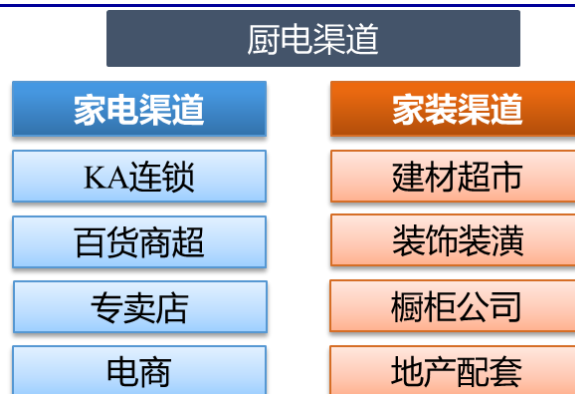 厨电渠道
家电渠道
家装渠道
KA连锁
建材超市
百货商超
装饰装潢
专卖店
橱柜公司
电商
地产配套